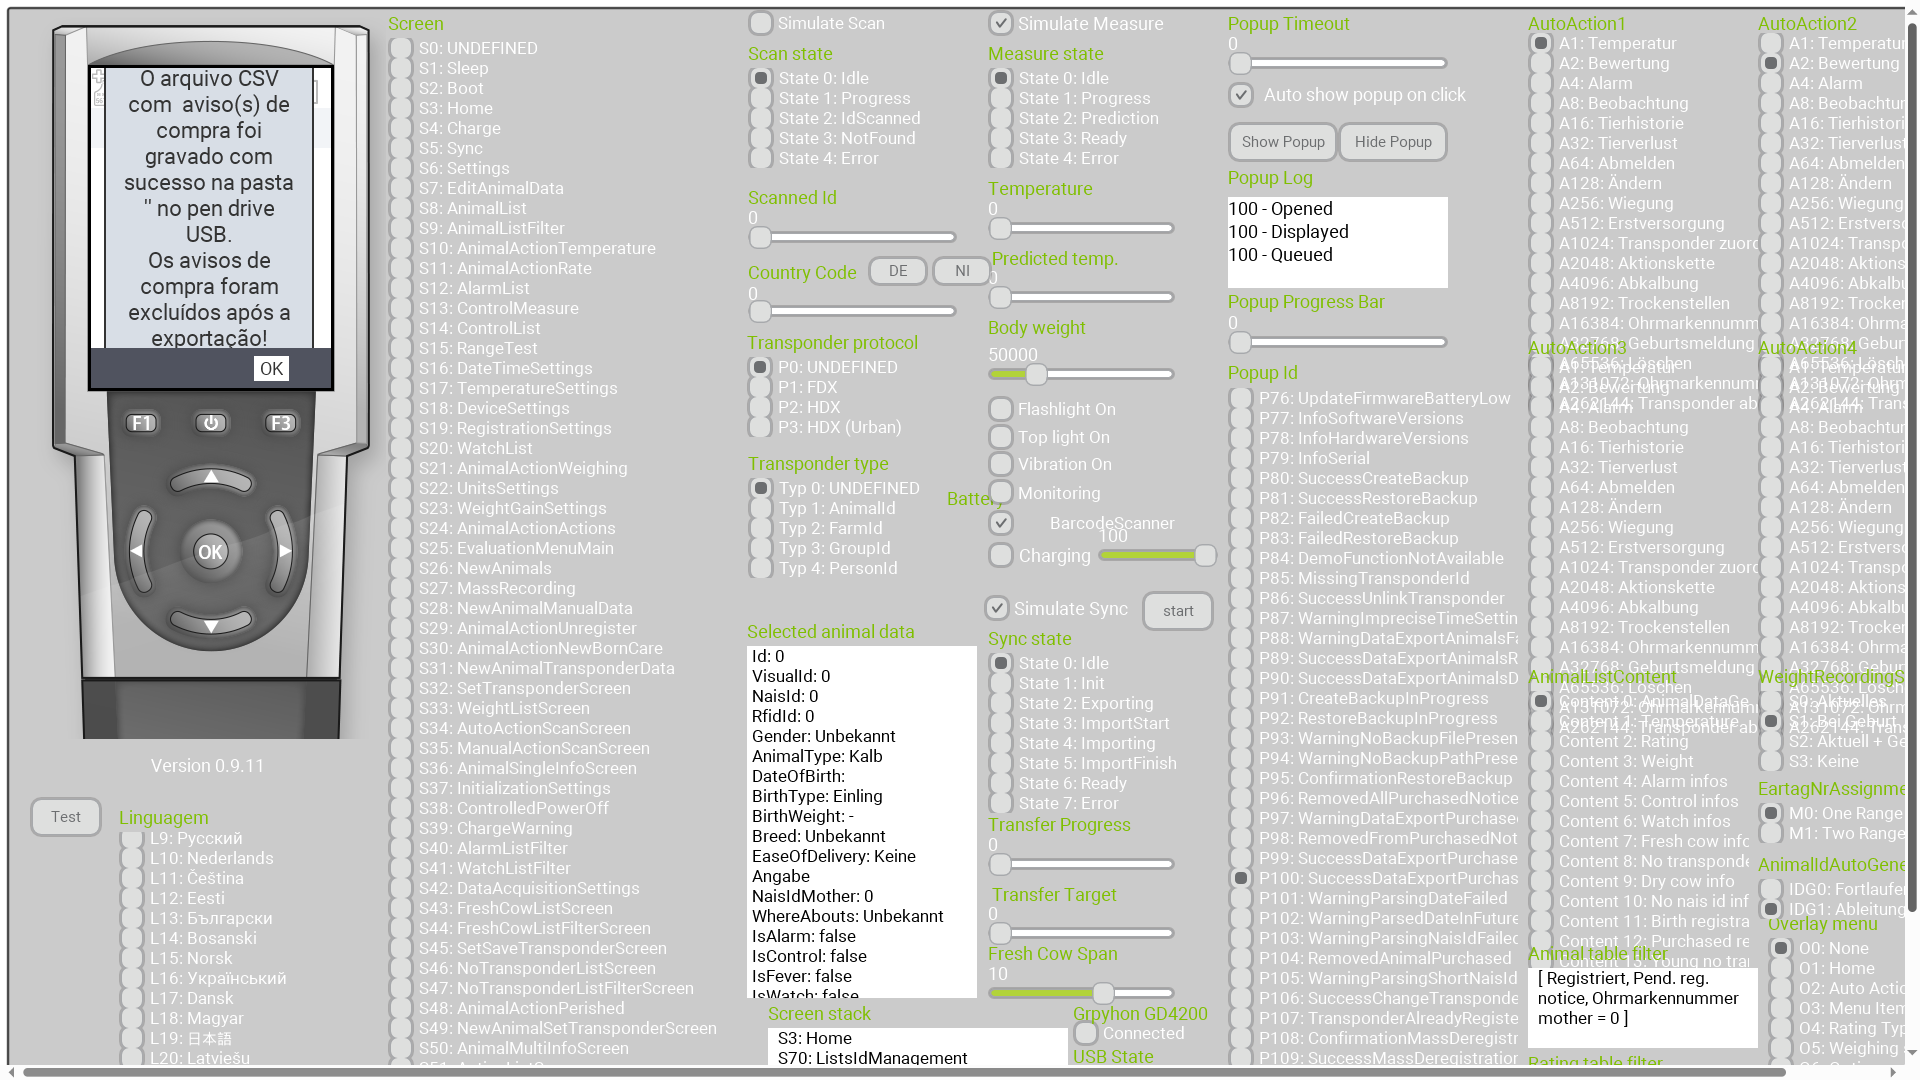 O arquivo CSV
com aviso(s) de
compra foi
gravado com
sucesso na pasta
'' no pen drive
USB.
Os avisos de
compra foram
excluídos após a
exportação!
OK
F1
F3
OK
Version 0.9.11
Test
Linguagem
L9: Русский
L10: Nederlands
L11: Čeština
L12: Eesti
L13: Български
L14: Bosanski
L15: Norsk
L16: Український
L17: Dansk
L18: Magyar
L19: 日本語
L20: Latviešu
Screen
S0: UNDEFINED
S1: Sleep
S2: Boot
S3: Home
S4: Charge
S5: Sync
S6: Settings
S7: EditAnimalData
S8: AnimalList
S9: AnimalListFilter
S10: AnimalActionTemperature
S11: AnimalActionRate
S12: AlarmList
S13: ControlMeasure
S14: ControlList
S15: RangeTest
S16: DateTimeSettings
S17: TemperatureSettings
S18: DeviceSettings
S19: RegistrationSettings
S20: WatchList
S21: AnimalActionWeighing
S22: UnitsSettings
S23: WeightGainSettings
S24: AnimalActionActions
S25: EvaluationMenuMain
S26: NewAnimals
S27: MassRecording
S28: NewAnimalManualData
S29: AnimalActionUnregister
S30: AnimalActionNewBornCare
S31: NewAnimalTransponderData
S32: SetTransponderScreen
S33: WeightListScreen
S34: AutoActionScanScreen
S35: ManualActionScanScreen
S36: AnimalSingleInfoScreen
S37: InitializationSettings
S38: ControlledPowerOff
S39: ChargeWarning
S40: AlarmListFilter
S41: WatchListFilter
S42: DataAcquisitionSettings
S43: FreshCowListScreen
S44: FreshCowListFilterScreen
S45: SetSaveTransponderScreen
S46: NoTransponderListScreen
S47: NoTransponderListFilterScreen
S48: AnimalActionPerished
S49: NewAnimalSetTransponderScreen
S50: AnimalMultiInfoScreen
Simulate Scan
Scan state
State 0: Idle
State 1: Progress
State 2: IdScanned
State 3: NotFound
State 4: Error
Scanned Id
0
Country Code
DE
NI
0
Transponder protocol
P0: UNDEFINED
P1: FDX
P2: HDX
P3: HDX (Urban)
Transponder type
Typ 0: UNDEFINED
Typ 1: AnimalId
Typ 2: FarmId
Typ 3: GroupId
Typ 4: PersonId
Selected animal data
Id: 0
VisualId: 0
NaisId: 0
RfidId: 0
Gender: Unbekannt
AnimalType: Kalb
DateOfBirth:
BirthType: Einling
BirthWeight: -
Breed: Unbekannt
EaseOfDelivery: Keine
Angabe
NaisIdMother: 0
WhereAbouts: Unbekannt
IsAlarm: false
IsControl: false
IsFever: false
IsWatch: false
Screen stack
S3: Home
S70: ListsIdManagement
Simulate Measure
Measure state
State 0: Idle
State 1: Progress
State 2: Prediction
State 3: Ready
State 4: Error
Temperature
0
Predicted temp.
0
Body weight
50000
Flashlight On
Top light On
Vibration On
Monitoring
Battery
BarcodeScanner
100
Charging
Simulate Sync
start
Sync state
State 0: Idle
State 1: Init
State 2: Exporting
State 3: ImportStart
State 4: Importing
State 5: ImportFinish
State 6: Ready
State 7: Error
Transfer Progress
0
Transfer Target
0
Fresh Cow Span
10
Grpyhon GD4200
Connected
USB State
Popup Timeout
0
Auto show popup on click
Show Popup
Hide Popup
Popup Log
100 - Opened
100 - Displayed
100 - Queued
Popup Progress Bar
0
Popup Id
P76: UpdateFirmwareBatteryLow
P77: InfoSoftwareVersions
P78: InfoHardwareVersions
P79: InfoSerial
P80: SuccessCreateBackup
P81: SuccessRestoreBackup
P82: FailedCreateBackup
P83: FailedRestoreBackup
P84: DemoFunctionNotAvailable
P85: MissingTransponderId
P86: SuccessUnlinkTransponder
P87: WarningImpreciseTimeSettin
P88: WarningDataExportAnimalsFa
P89: SuccessDataExportAnimalsR
P90: SuccessDataExportAnimalsD
P91: CreateBackupInProgress
P92: RestoreBackupInProgress
P93: WarningNoBackupFilePresen
P94: WarningNoBackupPathPrese
P95: ConfirmationRestoreBackup
P96: RemovedAllPurchasedNotice
P97: WarningDataExportPurchase
P98: RemovedFromPurchasedNot
P99: SuccessDataExportPurchase
P100: SuccessDataExportPurchas
P101: WarningParsingDateFailed
P102: WarningParsedDateInFuture
P103: WarningParsingNaisIdFailed
P104: RemovedAnimalPurchased
P105: WarningParsingShortNaisId
P106: SuccessChangeTransponde
P107: TransponderAlreadyRegiste
P108: ConfirmationMassDeregistr
P109: SuccessMassDeregistration
AutoAction1
A1: Temperatur
A2: Bewertung
A4: Alarm
A8: Beobachtung
A16: Tierhistorie
A32: Tierverlust
A64: Abmelden
A128: Ändern
A256: Wiegung
A512: Erstversorgung
A1024: Transponder zuord
A2048: Aktionskette
A4096: Abkalbung
A8192: Trockenstellen
A16384: Ohrmarkennumm
A32768: Geburtsmeldung
A65536: Löschen
A131072: Ohrmarkennum
A262144: Transponder ab
AutoAction3
A1: Temperatur
A2: Bewertung
A4: Alarm
A8: Beobachtung
A16: Tierhistorie
A32: Tierverlust
A64: Abmelden
A128: Ändern
A256: Wiegung
A512: Erstversorgung
A1024: Transponder zuord
A2048: Aktionskette
A4096: Abkalbung
A8192: Trockenstellen
A16384: Ohrmarkennumm
A32768: Geburtsmeldung
A65536: Löschen
A131072: Ohrmarkennum
A262144: Transponder ab
AnimalListContent
Content 0: AnimalDataGe
Content 1: Temperature
Content 2: Rating
Content 3: Weight
Content 4: Alarm infos
Content 5: Control infos
Content 6: Watch infos
Content 7: Fresh cow info
Content 8: No transponde
Content 9: Dry cow info
Content 10: No nais id inf
Content 11: Birth registra
Content 12: Purchased re
Animal table filter
[ Registriert, Pend. reg.
notice, Ohrmarkennummer
mother = 0 ]
Rating table filter
AutoAction2
A1: Temperatur
A2: Bewertung
A4: Alarm
A8: Beobachtun
A16: Tierhistori
A32: Tierverlust
A64: Abmelden
A128: Ändern
A256: Wiegung
A512: Erstverso
A1024: Transpo
A2048: Aktions
A4096: Abkalbu
A8192: Trocken
A16384: Ohrma
A32768: Gebur
A65536: Lösch
A131072: Ohrm
A262144: Trans
AutoAction4
A1: Temperatu
A2: Bewertung
A4: Alarm
A8: Beobachtun
A16: Tierhistori
A32: Tierverlust
A64: Abmelden
A128: Ändern
A256: Wiegung
A512: Erstverso
A1024: Transpo
A2048: Aktions
A4096: Abkalbu
A8192: Trocken
A16384: Ohrma
A32768: Gebur
A65536: Lösch
A131072: Ohrm
A262144: Trans
WeightRecordingS
S0: Aktuelles
S1: Bei Geburt
S2: Aktuell + Ge
S3: Keine
EartagNrAssignme
M0: One Range
M1: Two Range
AnimalIdAutoGene
IDG0: Fortlaufe
IDG1: Ableitung
Overlay menu
O0: None
O1: Home
O2: Auto Actio
O3: Menu Item
O4: Rating Typ
O5: Weighing